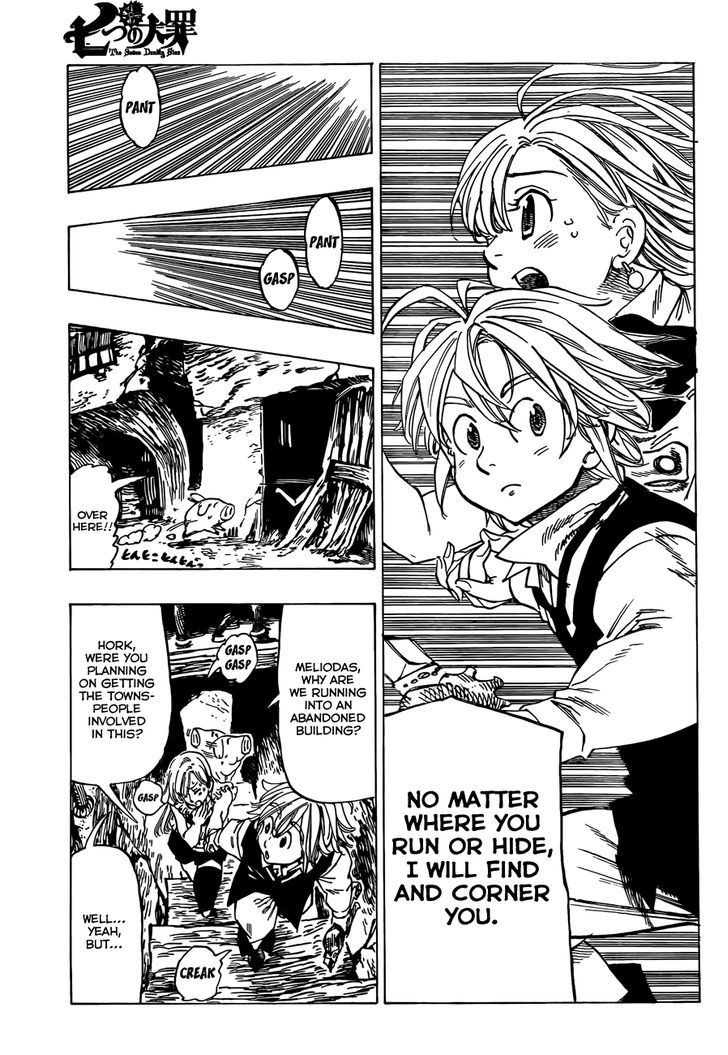 七つの大罪
The Seven Deadly Sins
NO MATTER
WHERE YOU
RUN OR HIDE,
I WILL FIND
AND CORNER
YOU.
PANT
PANT
GASP
OVER
HERE!!
MELIODAS,
WHY ARE
WE RUNNING
INTO AN
ABANDONED
BUILDING?
GASP
GASP
HORK,
WERE YOU
PLANNING
ON GETTING
THE TOWNS-
PEOPLE
INVOLVED
IN THIS?
GASP
WELL...
YEAH,
BUT...
CREAK